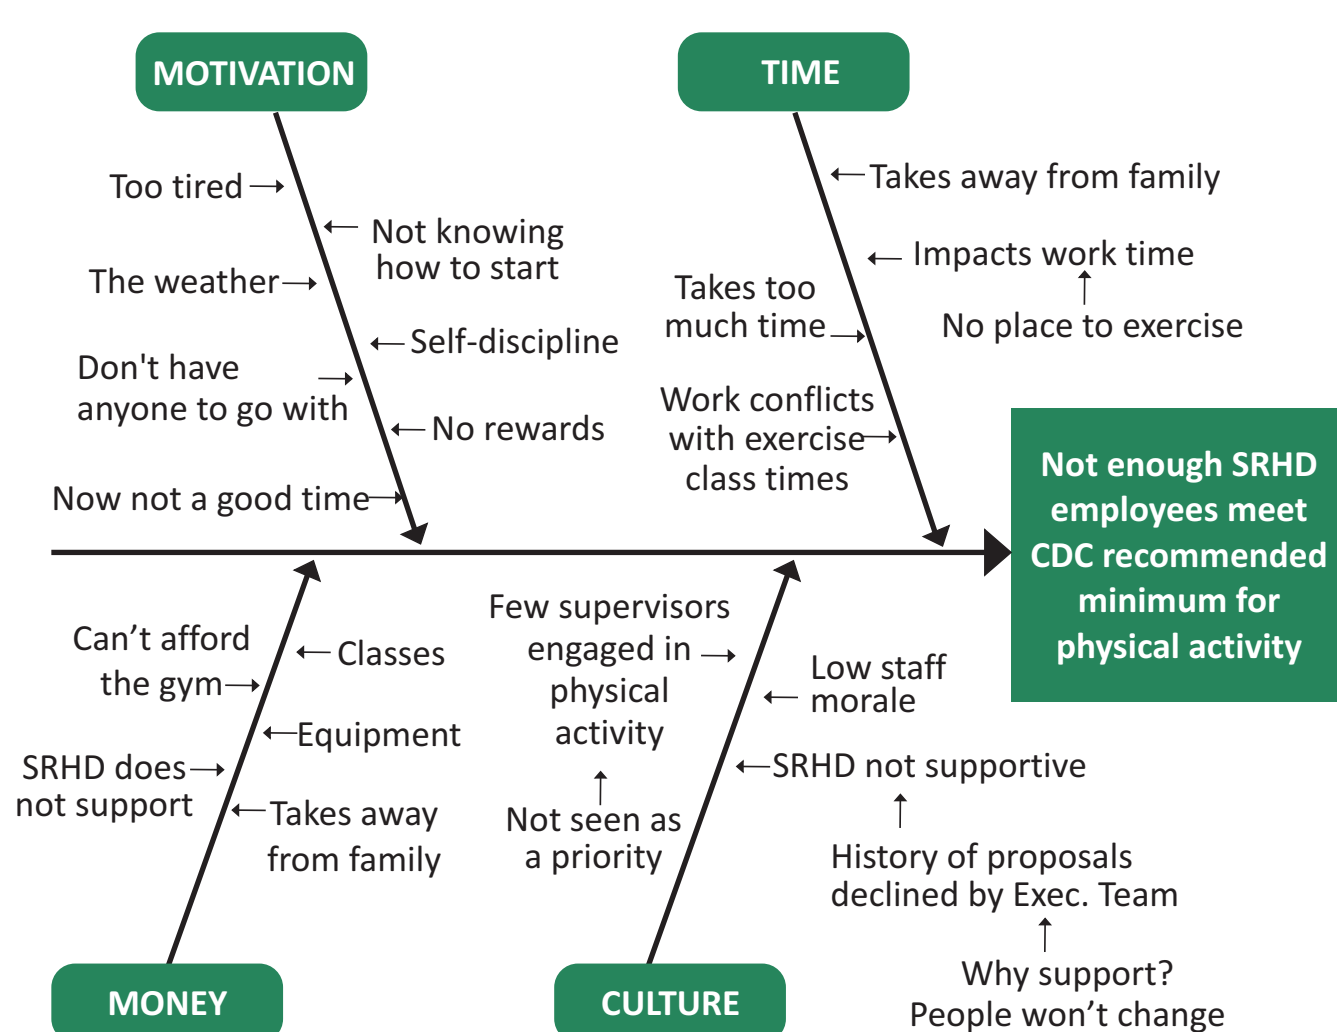 MOTIVATION
TIME
Too tired
Not knowing
how to start
The weather
Self-discipline
Don't have
anyone to go with
No rewards
Now not a good time
Takes away from family
Impacts work time
No place to exercise
Takes too
much time
Work conflicts
with exercise
class times
Not enough SRHD
employees meet
CDC recommended
minimum for
physical activity
Can’t afford
the gym
Classes
Equipment
SRHD does
not support
Takes away
from family
Few supervisors
engaged in
physical
activity
Not seen as
a priority
Low staff
morale
SRHD not supportive
History of proposals
declined by Exec. Team
Why support?
People won’t change
MONEY
CULTURE